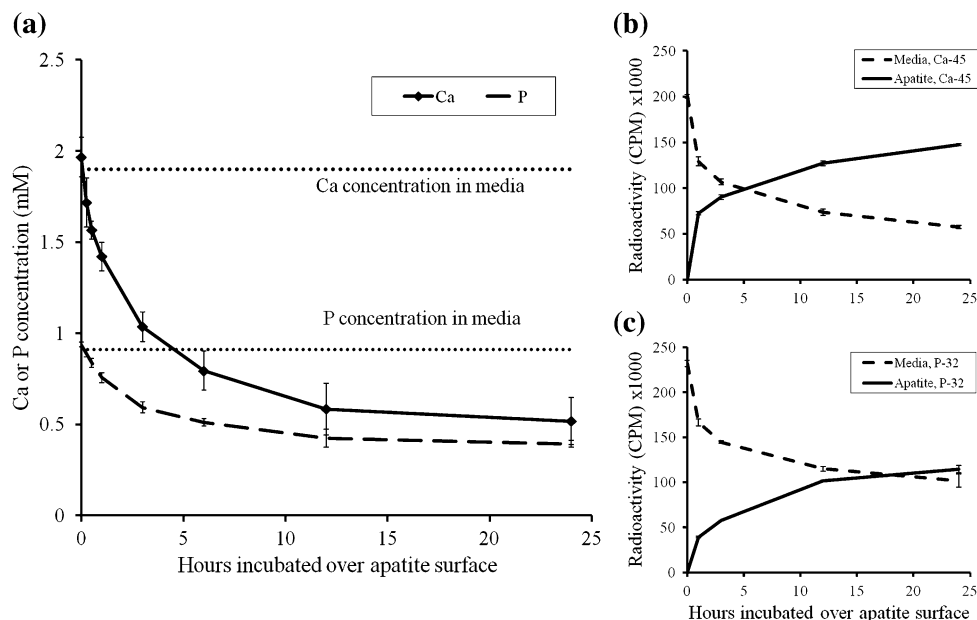 (a)
Ca or P concentration (mM)
2.5
2
1.5
1
0.5
0
Ca P
Ca concentration in media
P concentration in media
0 5 10 15 20 25
Hours incubated over apatite surface
(b)
Radioactivity (CPM) x1000
250
200
150
100
50
0
Media, Ca-45
Apatite, Ca-45
0 5 10 15 20 25
(c)
Radioactivity (CPM) x1000
250
200
150
100
50
0
Media, P-32
Apatite, P-32
0 5 10 15 20 25
Hours incubated over apatite surface